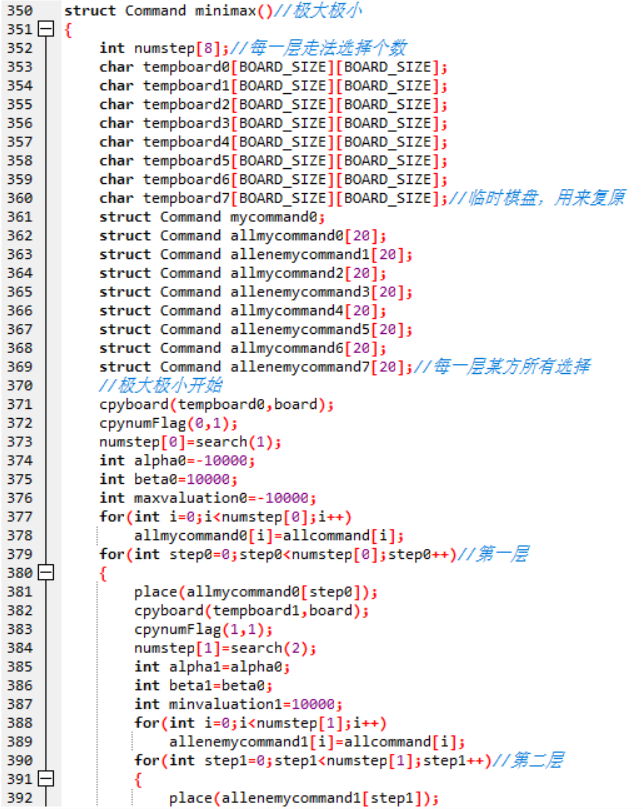 350 struct Command minimax()//极大极小
351 {
352 int numstep[8];//每一层走法选择个数
353 char tempboard0[BOARD_SIZE][BOARD_SIZE];
354 char tempboard1[BOARD_SIZE][BOARD_SIZE];
355 char tempboard2[BOARD_SIZE][BOARD_SIZE];
356 char tempboard3[BOARD_SIZE][BOARD_SIZE];
357 char tempboard4[BOARD_SIZE][BOARD_SIZE];
358 char tempboard5[BOARD_SIZE][BOARD_SIZE];
359 char tempboard6[BOARD_SIZE][BOARD_SIZE];
360 char tempboard7[BOARD_SIZE][BOARD_SIZE];//临时棋盘，用来复原
361 struct Command mycommand0;
362 struct Command allmycommand0[20];
363 struct Command allenemycommand1[20];
364 struct Command allmycommand2[20];
365 struct Command allenemycommand3[20];
366 struct Command allmycommand4[20];
367 struct Command allenemycommand5[20];
368 struct Command allmycommand6[20];
369 struct Command allenemycommand7[20];//每一层某方所有选择
370 //极大极小开始
371 cpyboard(tempboard0,board);
372 cpynumFlag(0,1);
373 numstep[0]=search(1);
374 int alpha0=-10000;
375 int beta0=10000;
376 int maxvaluation0=-10000;
377 for(int i=0;i<numstep[0];i++)
378 allmycommand0[i]=allcommand[i];
379 for(int step0=0;step0<numstep[0];step0++)//第一层
380 {
381 place(allmycommand0[step0]);
382 cpyboard(tempboard1,board);
383 cpynumFlag(1,1);
384 numstep[1]=search(2);
385 int alpha1=alpha0;
386 int beta1=beta0;
387 int minvaluation1=10000;
388 for(int i=0;i<numstep[1];i++)
389 allenemycommand1[i]=allcommand[i];
390 for(int step1=0;step1<numstep[1];step1++)//第二层
391 {
392 place(allenemycommand1[step1]);